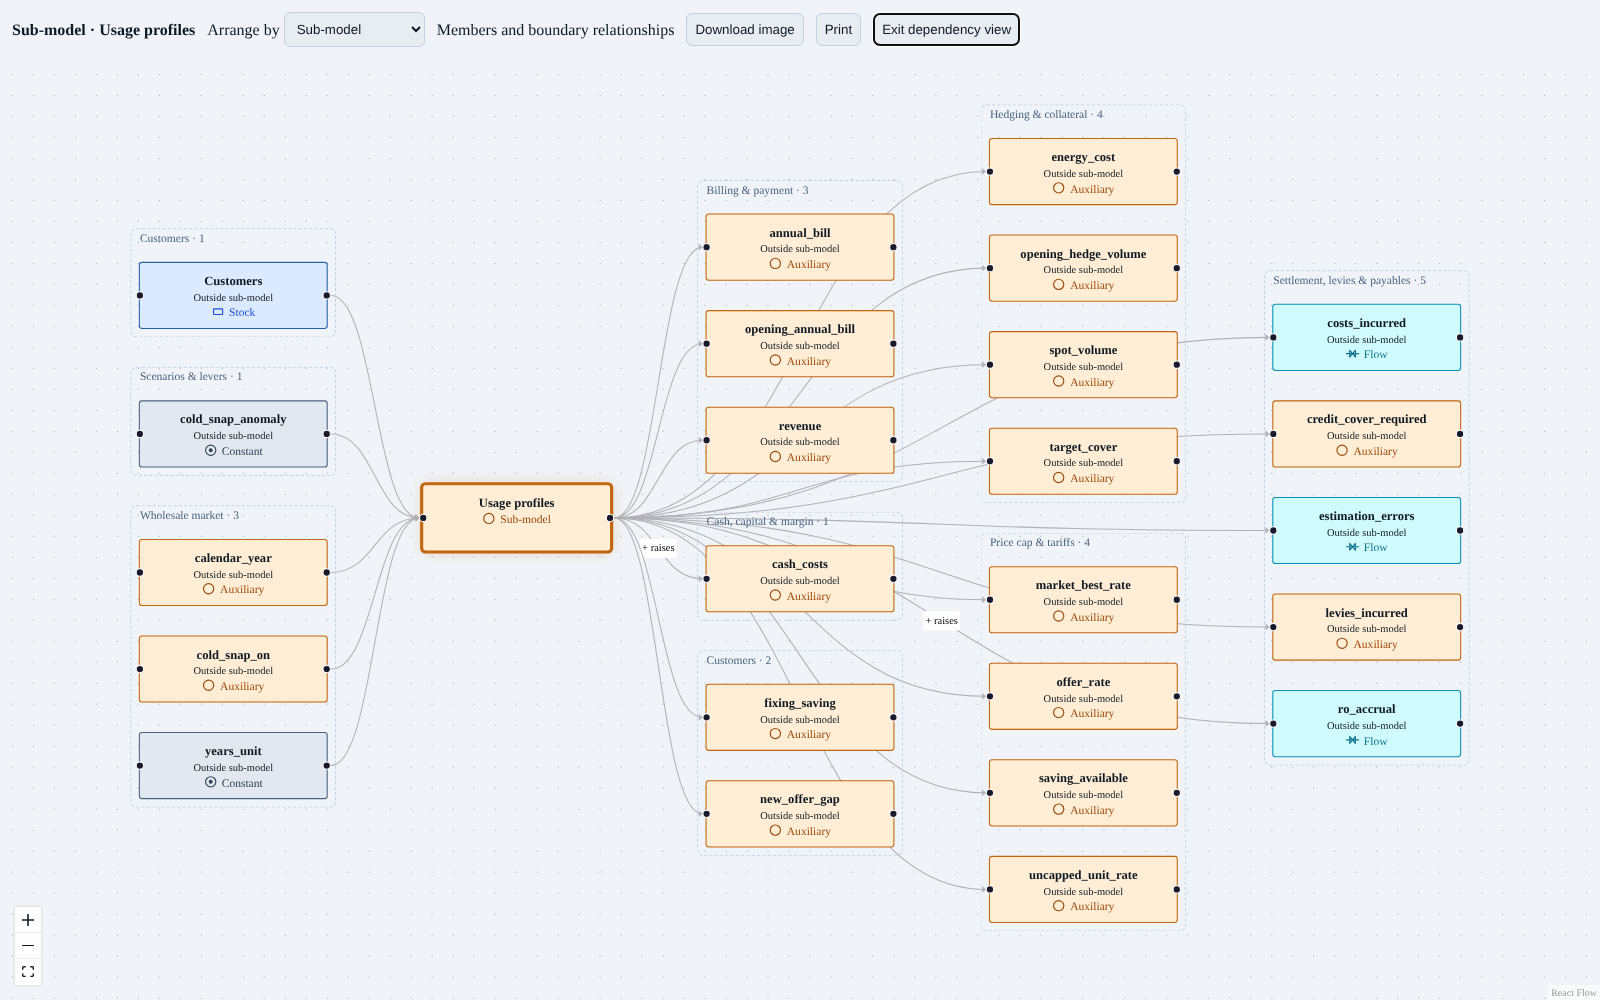 Sub-model · Usage profiles Arrange by Sub-model Members and boundary relationships Download image Print Exit dependency view
Customers · 1
Customers
Outside sub-model
Stock
Scenarios & levers · 1
cold_snap_anomaly
Outside sub-model
Constant
Wholesale market · 3
calendar_year
Outside sub-model
Auxiliary
cold_snap_on
Outside sub-model
Auxiliary
years_unit
Outside sub-model
Constant
Usage profiles
Sub-model
+ raises
Billing & payment · 3
annual_bill
Outside sub-model
Auxiliary
opening_annual_bill
Outside sub-model
Auxiliary
revenue
Outside sub-model
Auxiliary
Cash, capital & margin · 1
cash_costs
Outside sub-model
Auxiliary
Customers · 2
fixing_saving
Outside sub-model
Auxiliary
new_offer_gap
Outside sub-model
Auxiliary
+ raises
Hedging & collateral · 4
energy_cost
Outside sub-model
Auxiliary
opening_hedge_volume
Outside sub-model
Auxiliary
spot_volume
Outside sub-model
Auxiliary
target_cover
Outside sub-model
Auxiliary
Price cap & tariffs · 4
market_best_rate
Outside sub-model
Auxiliary
offer_rate
Outside sub-model
Auxiliary
saving_available
Outside sub-model
Auxiliary
uncapped_unit_rate
Outside sub-model
Auxiliary
Settlement, levies & payables · 5
costs_incurred
Outside sub-model
Flow
credit_cover_required
Outside sub-model
Auxiliary
estimation_errors
Outside sub-model
Flow
levies_incurred
Outside sub-model
Auxiliary
ro_accrual
Outside sub-model
Flow
React Flow